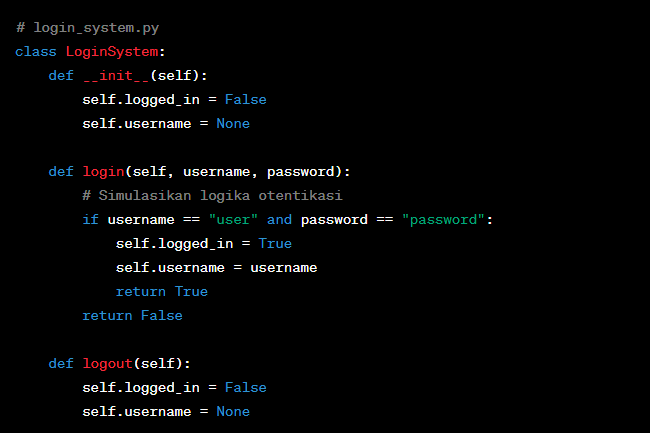 # login_system.py
class LoginSystem:
    def __init__(self):
        self.logged_in = False
        self.username = None

    def login(self, username, password):
        # Simulasikan logika otentikasi
        if username == "user" and password == "password":
            self.logged_in = True
            self.username = username
            return True
        return False

    def logout(self):
        self.logged_in = False
        self.username = None